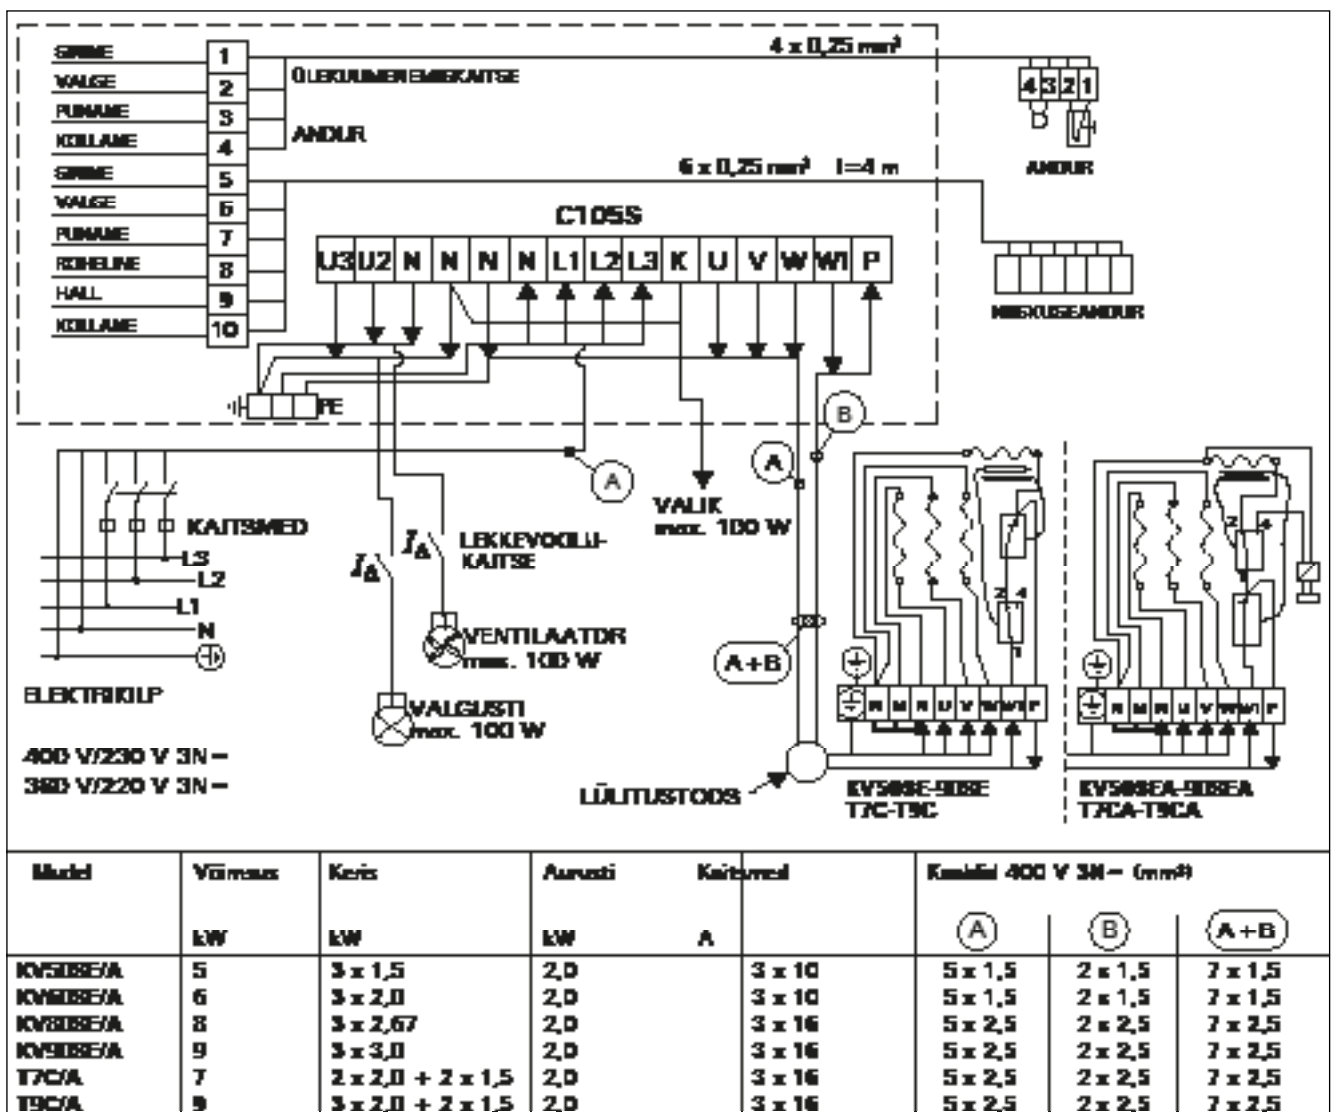 SININE 1
VALGE 2
PUNANE 3
KOLLANE 4
SININE 5
VALGE 6
PUNANE 7
ROHELINE 8
HALL 9
KOLLANE 10
ÜLEKUUMENEMISKAITSE
ANDUR
4 x 0,25 mm²
6 x 0,25 mm² l=4 m
4 3 2 1
ANDUR
NIISKUSEANDUR
C105S
U3 U2 N N N N L1 L2 L3 K U V W W1 P
PE
A
B
A
A+B
VALIK
max. 100 W
KAITSMED
L3
L2
L1
N
ELEKTRIKILP
400 V/230 V 3N~
380 V/220 V 3N~
LEKKEVOOLU-
KAITSE
VENTILAATOR
max. 100 W
VALGUSTI
max. 100 W
LÜLITUSTOOS
2 4
1
N N N U V W W1 P
KV50SE-90SE
T7C-T9C
2 4
N N N U V W W1 P
KV50SEA-90SEA
T7CA-T9CA
Mudel Võimsus Keris Aurusti Kaitsmed Kaablid 400 V 3N~ (mm²)
kW kW kW A A B A+B
KV50SE/A 5 3 x 1,5 2,0 3 x 10 5 x 1,5 2 x 1,5 7 x 1,5
KV60SE/A 6 3 x 2,0 2,0 3 x 10 5 x 1,5 2 x 1,5 7 x 1,5
KV80SE/A 8 3 x 2,67 2,0 3 x 16 5 x 2,5 2 x 2,5 7 x 2,5
KV90SE/A 9 3 x 3,0 2,0 3 x 16 5 x 2,5 2 x 2,5 7 x 2,5
T7C/A 7 2 x 2,0 + 2 x 1,5 2,0 3 x 16 5 x 2,5 2 x 2,5 7 x 2,5
T9C/A 9 3 x 2,0 + 2 x 1,5 2,0 3 x 16 5 x 2,5 2 x 2,5 7 x 2,5